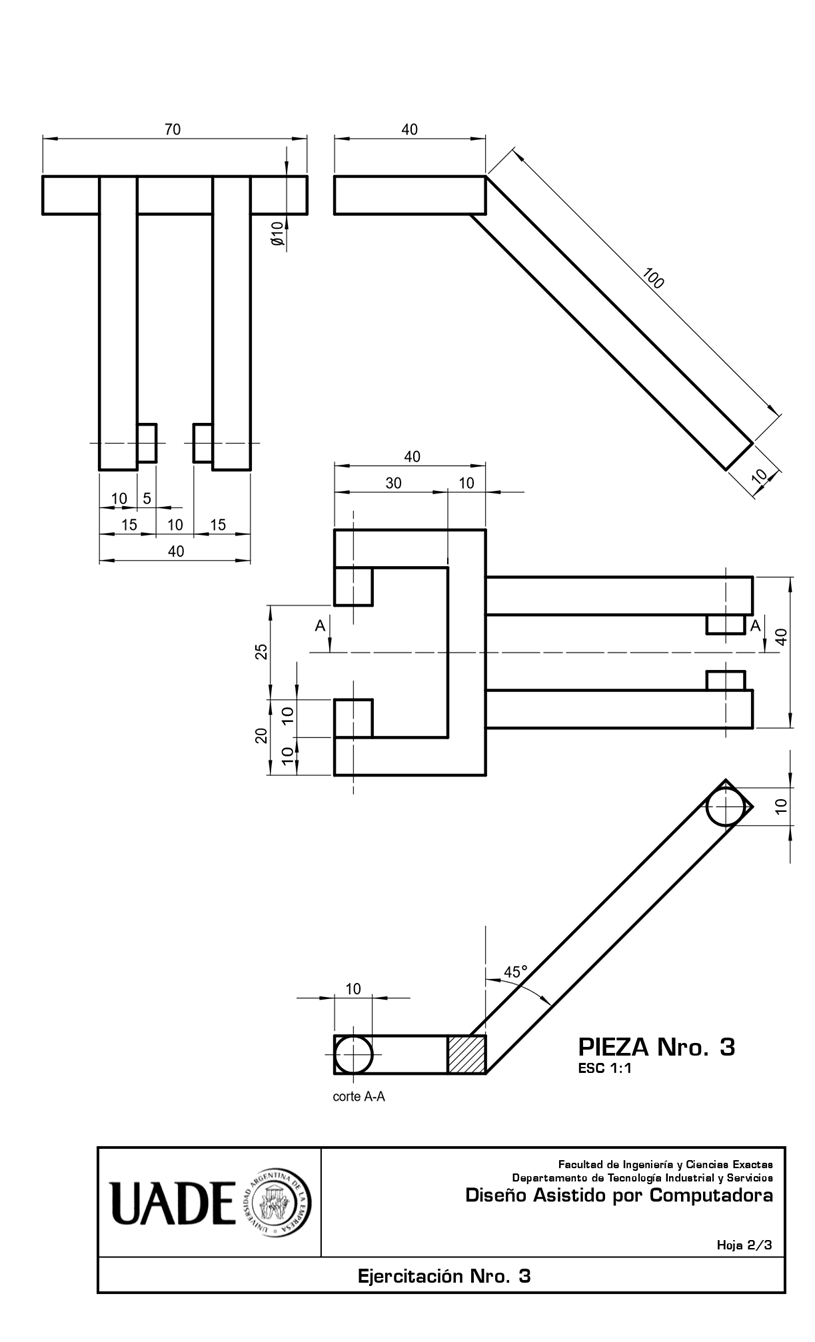 70
40
Ø10
100
10
10 5
15 10 15
40
40
30 10
A
A
25
40
10
20
10
10
45°
10
PIEZA Nro. 3
ESC 1:1
corte A-A
UADE
UNIVERSIDAD ARGENTINA DE LA EMPRESA
Facultad de Ingeniería y Ciencias Exactas
Departamento de Tecnología Industrial y Servicios
Diseño Asistido por Computadora
Hoja 2/3
Ejercitación Nro. 3